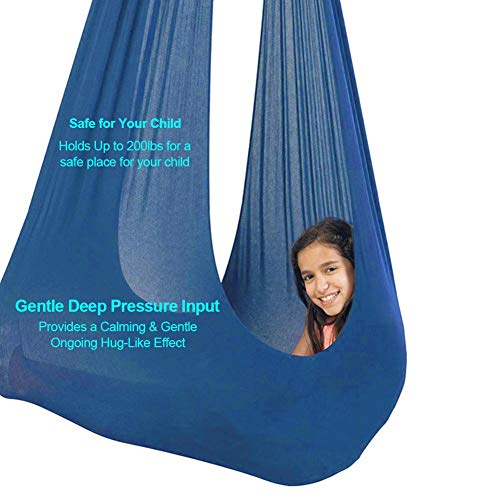 Safe for Your Child
Holds Up to 200lbs for a
safe place for your child
Gentle Deep Pressure Input
Provides a Calming & Gentle
Ongoing Hug-Like Effect